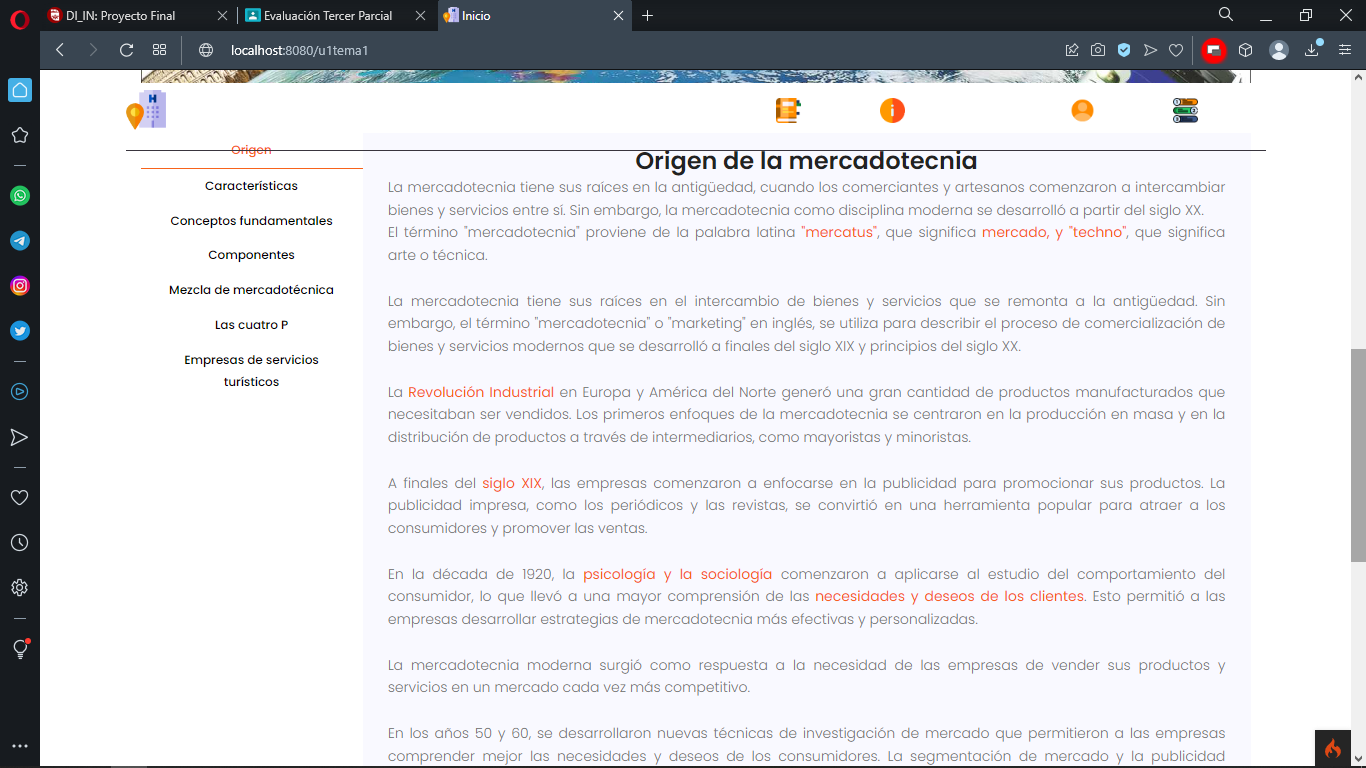 DI_IN: Proyecto Final
Evaluación Tercer Parcial
Inicio
localhost:8080/u1tema1
Origen
Características
Conceptos fundamentales
Componentes
Mezcla de mercadotécnica
Las cuatro P
Empresas de servicios
turísticos
Origen de la mercadotecnia
La mercadotecnia tiene sus raíces en la antigüedad, cuando los comerciantes y artesanos comenzaron a intercambiar
bienes y servicios entre sí. Sin embargo, la mercadotecnia como disciplina moderna se desarrolló a partir del siglo XX.
El término "mercadotecnia" proviene de la palabra latina "mercatus", que significa mercado, y "techno", que significa
arte o técnica.
La mercadotecnia tiene sus raíces en el intercambio de bienes y servicios que se remonta a la antigüedad. Sin
embargo, el término "mercadotecnia" o "marketing" en inglés, se utiliza para describir el proceso de comercialización de
bienes y servicios modernos que se desarrolló a finales del siglo XIX y principios del siglo XX.
La Revolución Industrial en Europa y América del Norte generó una gran cantidad de productos manufacturados que
necesitaban ser vendidos. Los primeros enfoques de la mercadotecnia se centraron en la producción en masa y en la
distribución de productos a través de intermediarios, como mayoristas y minoristas.
A finales del siglo XIX, las empresas comenzaron a enfocarse en la publicidad para promocionar sus productos. La
publicidad impresa, como los periódicos y las revistas, se convirtió en una herramienta popular para atraer a los
consumidores y promover las ventas.
En la década de 1920, la psicología y la sociología comenzaron a aplicarse al estudio del comportamiento del
consumidor, lo que llevó a una mayor comprensión de las necesidades y deseos de los clientes. Esto permitió a las
empresas desarrollar estrategias de mercadotecnia más efectivas y personalizadas.
La mercadotecnia moderna surgió como respuesta a la necesidad de las empresas de vender sus productos y
servicios en un mercado cada vez más competitivo.
En los años 50 y 60, se desarrollaron nuevas técnicas de investigación de mercado que permitieron a las empresas
comprender mejor las necesidades y deseos de los consumidores. La segmentación de mercado y la publicidad